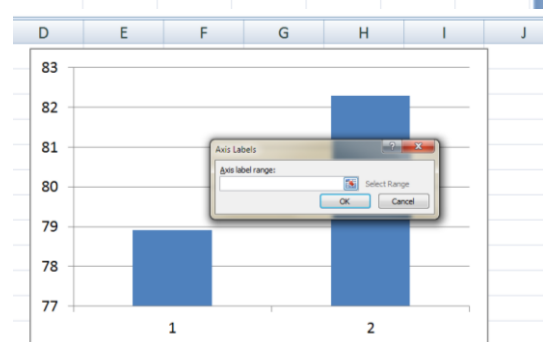 D E F G H I J
83
82
81
80
79
78
77
1 2
Axis Labels
Axis label range:
Select Range
OK Cancel